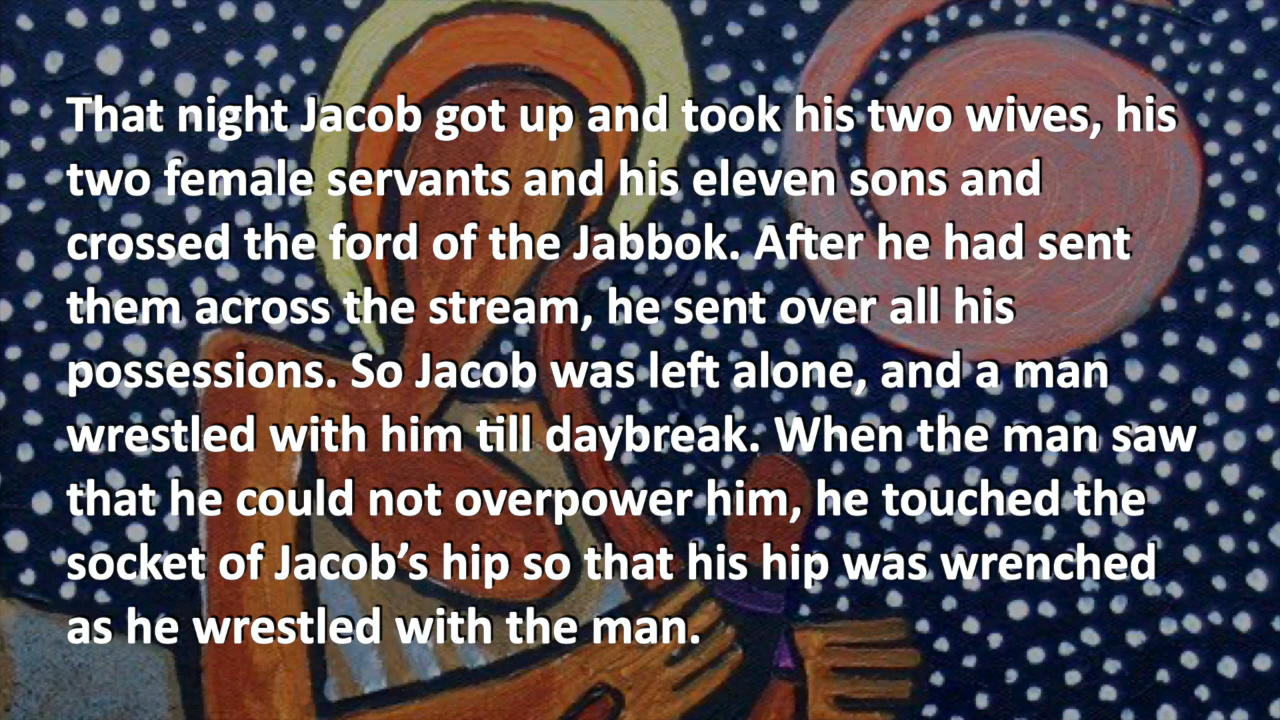 That night Jacob got up and took his two wives, his
two female servants and his eleven sons and
crossed the ford of the Jabbok. After he had sent
them across the stream, he sent over all his
possessions. So Jacob was left alone, and a man
wrestled with him till daybreak. When the man saw
that he could not overpower him, he touched the
socket of Jacob’s hip so that his hip was wrenched
as he wrestled with the man.